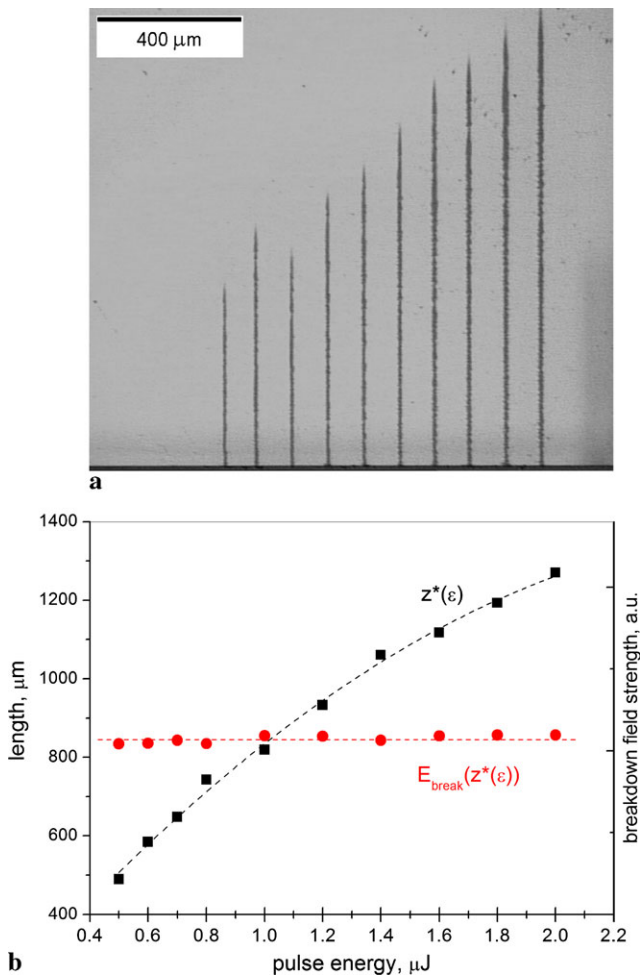 400 μm
a
1400
1200
1000
800
600
400
length, μm
z*(ε)
E_break(z*(ε))
breakdown field strength, a.u.
0.4 0.6 0.8 1.0 1.2 1.4 1.6 1.8 2.0 2.2
pulse energy, μJ
b